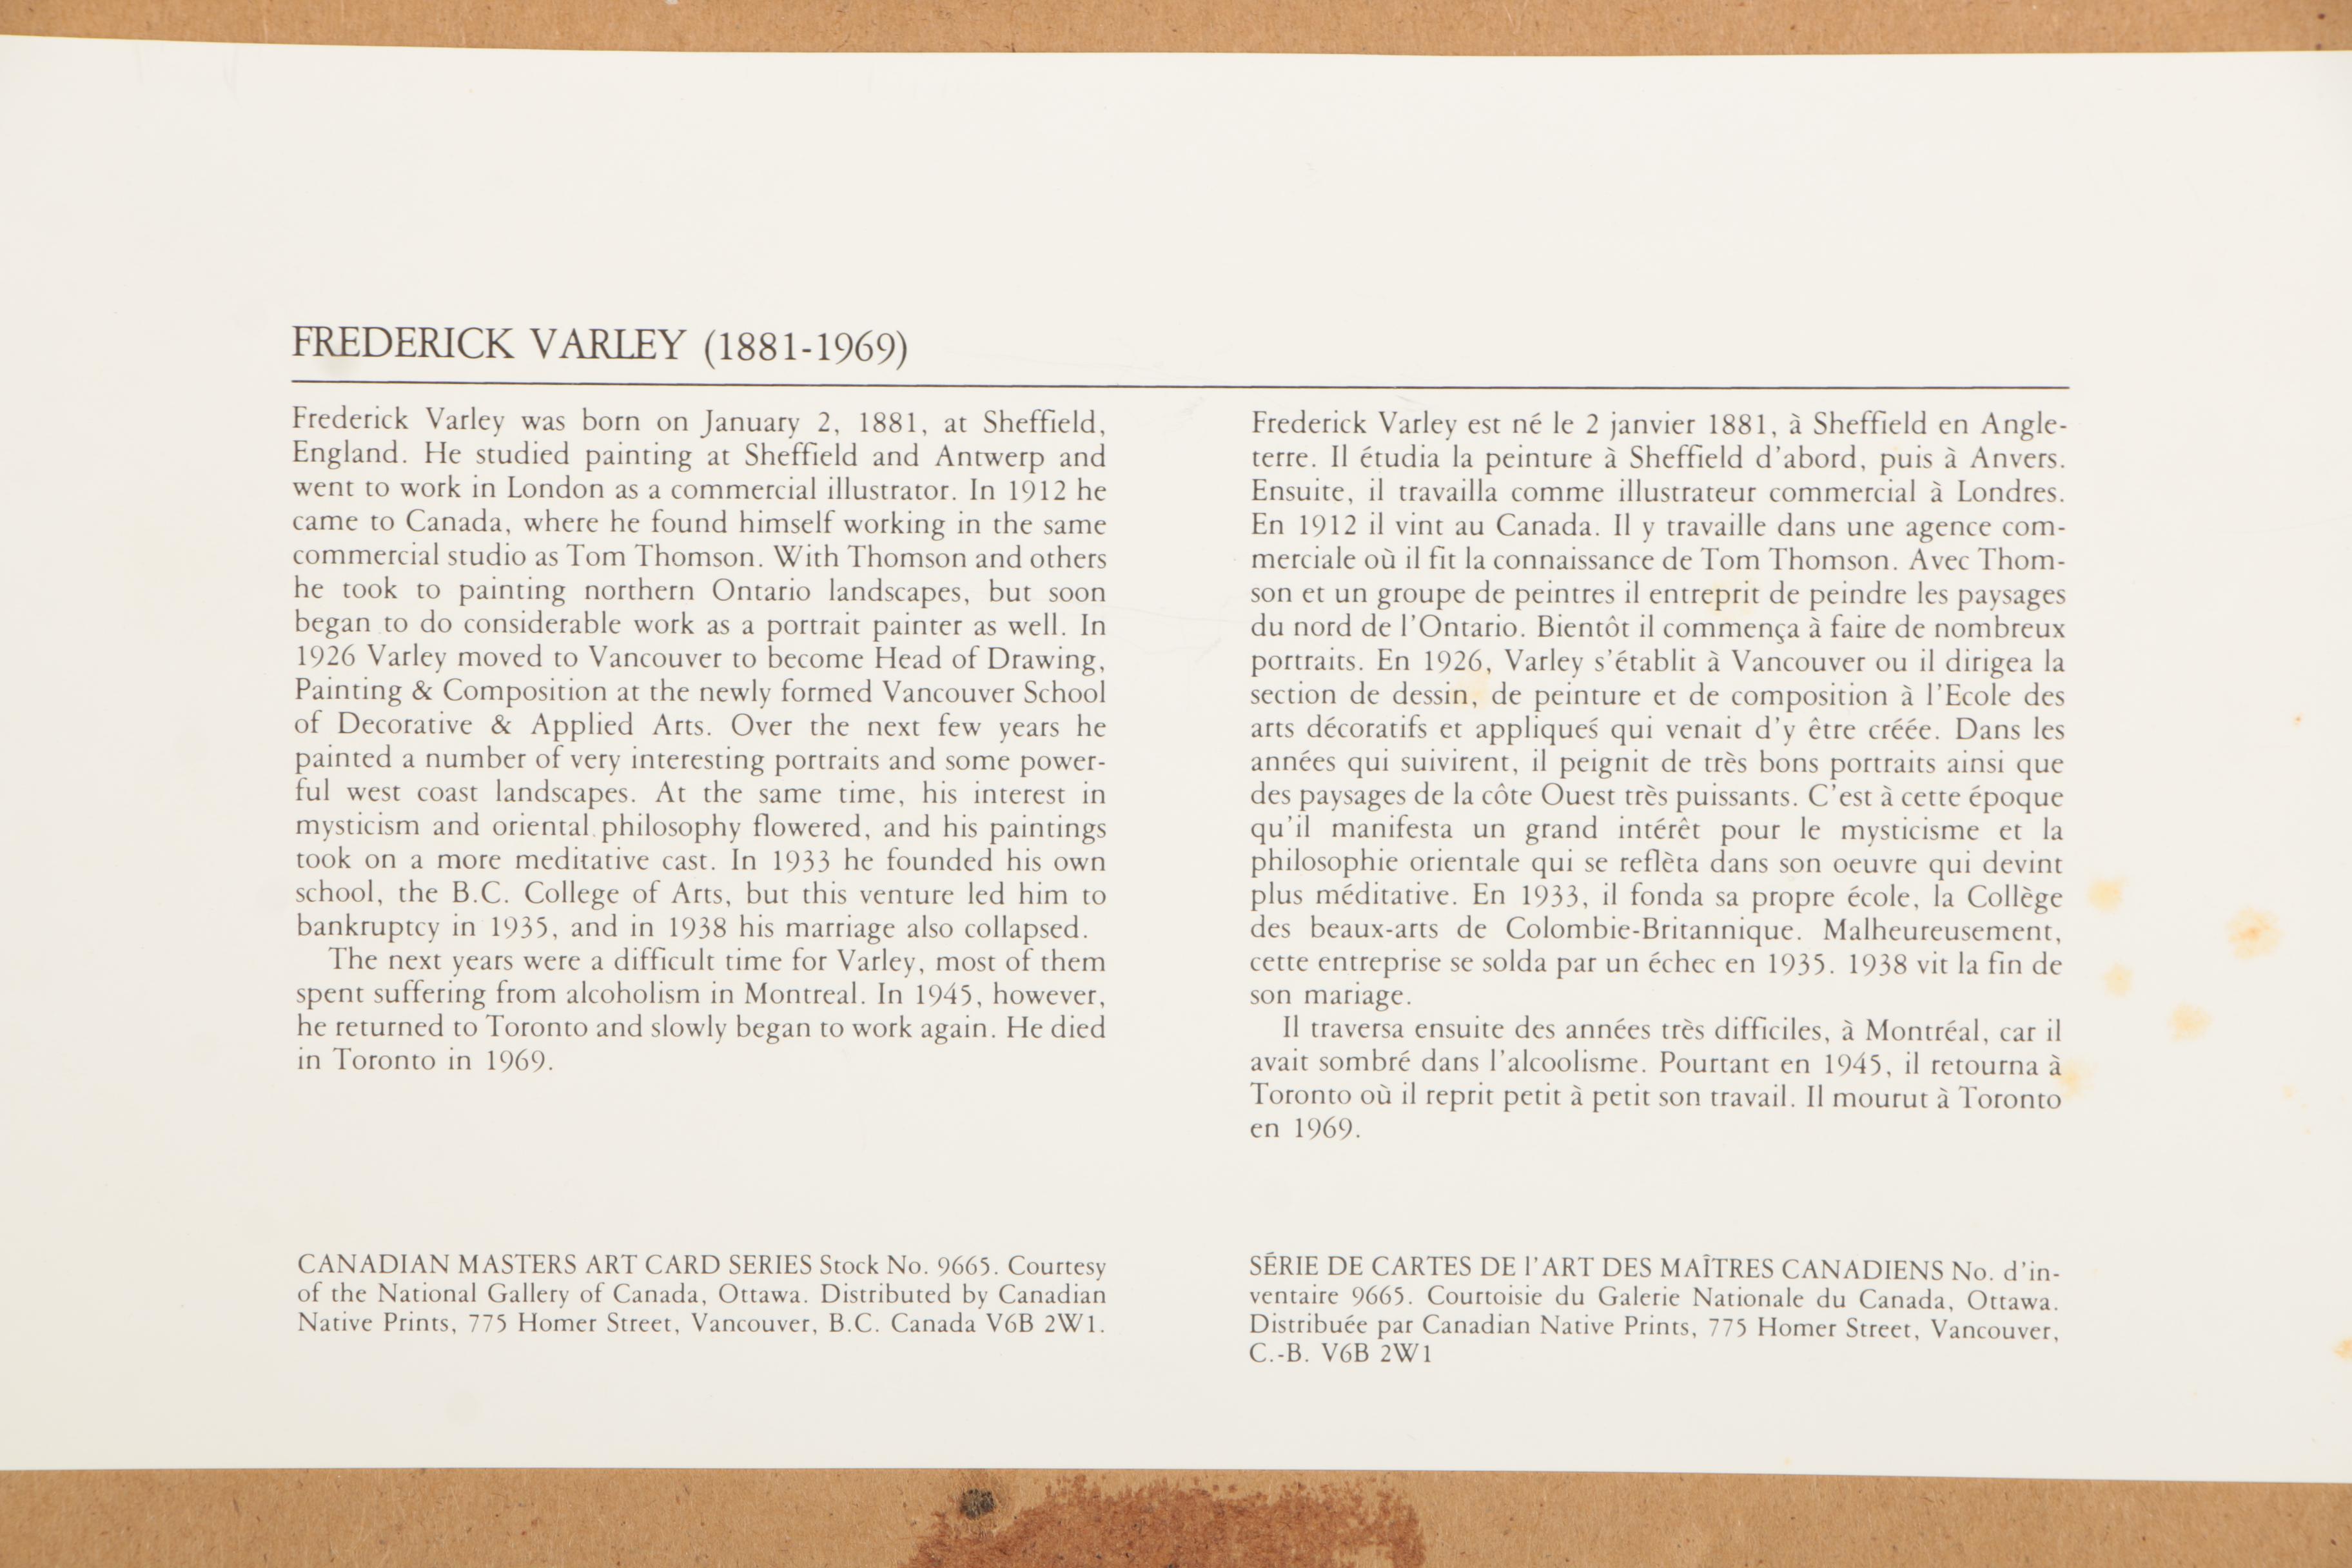 FREDERICK VARLEY (1881-1969)
Frederick Varley was born on January 2, 1881, at Sheffield,
England. He studied painting at Sheffield and Antwerp and
went to work in London as a commercial illustrator. In 1912 he
came to Canada, where he found himself working in the same
commercial studio as Tom Thomson. With Thomson and others
he took to painting northern Ontario landscapes, but soon
began to do considerable work as a portrait painter as well. In
1926 Varley moved to Vancouver to become Head of Drawing,
Painting & Composition at the newly formed Vancouver School
of Decorative & Applied Arts. Over the next few years he
painted a number of very interesting portraits and some power-
ful west coast landscapes. At the same time, his interest in
mysticism and oriental philosophy flowered, and his paintings
took on a more meditative cast. In 1933 he founded his own
school, the B.C. College of Arts, but this venture led him to
bankruptcy in 1935, and in 1938 his marriage also collapsed.
The next years were a difficult time for Varley, most of them
spent suffering from alcoholism in Montreal. In 1945, however,
he returned to Toronto and slowly began to work again. He died
in Toronto in 1969.
CANADIAN MASTERS ART CARD SERIES Stock No. 9665. Courtesy
of the National Gallery of Canada, Ottawa. Distributed by Canadian
Native Prints, 775 Homer Street, Vancouver, B.C. Canada V6B 2W1.
Frederick Varley est né le 2 janvier 1881, à Sheffield en Angle-
terre. Il étudia la peinture à Sheffield d'abord, puis à Anvers.
Ensuite, il travailla comme illustrateur commercial à Londres.
En 1912 il vint au Canada. Il y travaille dans une agence com-
merciale où il fit la connaissance de Tom Thomson. Avec Thom-
son et un groupe de peintres il entreprit de peindre les paysages
du nord de l'Ontario. Bientôt il commença à faire de nombreux
portraits. En 1926, Varley s'établit à Vancouver ou il dirigea la
section de dessin, de peinture et de composition à l'Ecole des
arts décoratifs et appliqueś qui venait d'y être créée. Dans les
années qui suivirent, il peignit de très bons portraits ainsi que
des paysages de la côte Ouest très puissants. C'est à cette époque
qu'il manifesta un grand intérêt pour le mysticisme et la
philosophie orientale qui se reflèta dans son oeuvre qui devint
plus méditative. En 1933, il fonda sa propre école, la Collège
des beaux-arts de Colombie-Britannique. Malheureusement,
cette entreprise se solda par un échec en 1935. 1938 vit la fin de
son mariage.
Il traversa ensuite des années très difficiles, à Montréal, car il
avait sombré dans l'alcoolisme. Pourtant en 1945, il retourna à
Toronto où il reprit petit à petit son travail. Il mourut à Toronto
en 1969.
SÉRIE DE CARTES DE l'ART DES MAÎTRES CANADIENS No. d'in-
ventaire 9665. Courtoisie du Galerie Nationale du Canada, Ottawa.
Distribuée par Canadian Native Prints, 775 Homer Street, Vancouver,
C.-B. V6B 2W1